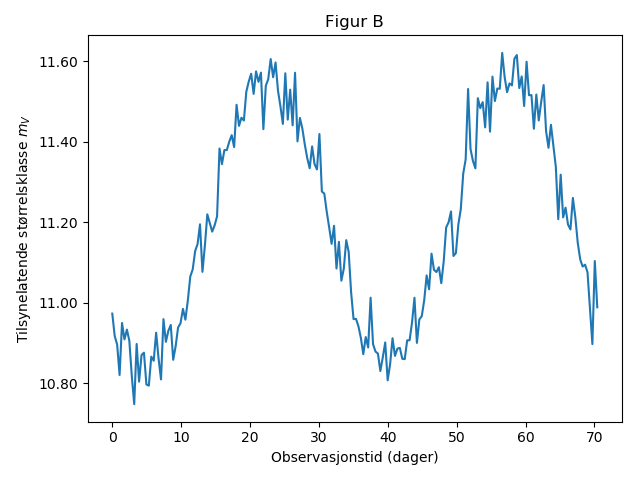 Figur B
Tilsynelatende størrelsklasse $m_V$
11.60
11.40
11.20
11.00
10.80
0 10 20 30 40 50 60 70
Observasjonstid (dager)